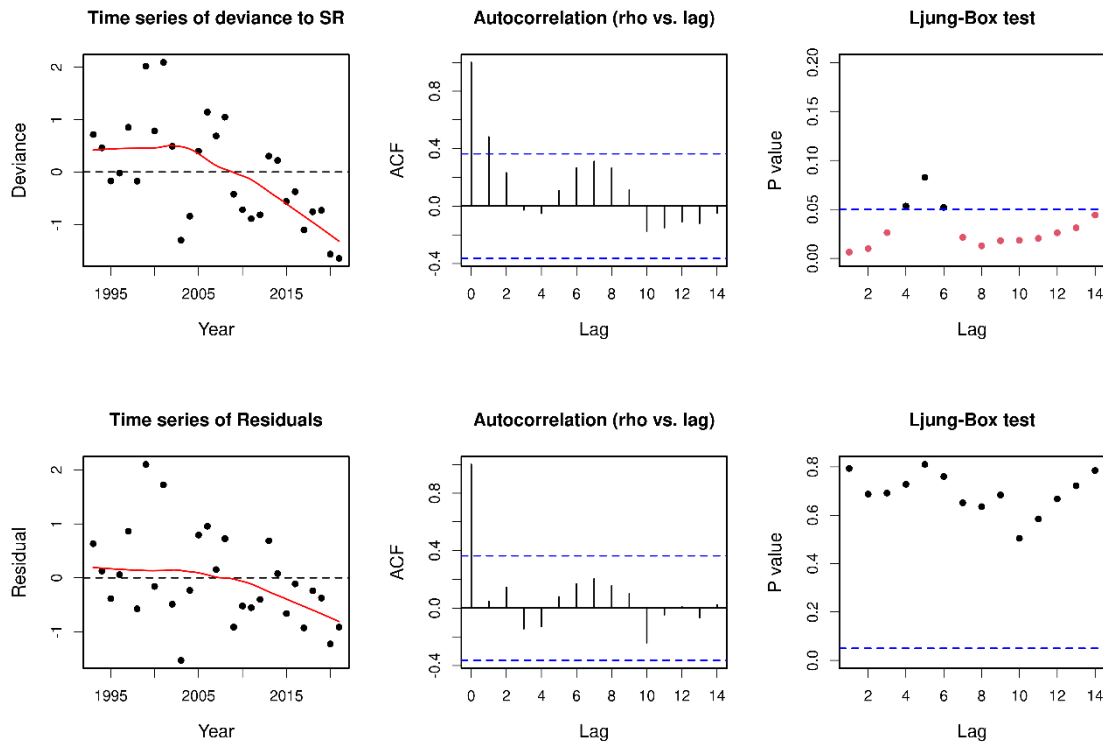 Time series of deviance to SR
Deviance
2
1
0
-1
1995 2005 2015
Year
Autocorrelation (rho vs. lag)
ACF
0.8
0.4
0.0
-0.4
0 2 4 6 8 10 12 14
Lag
Ljung-Box test
P value
0.20
0.15
0.10
0.05
0.00
2 4 6 8 10 12 14
Lag
Time series of Residuals
Residual
2
1
0
-1
1995 2005 2015
Year
Autocorrelation (rho vs. lag)
ACF
0.8
0.4
0.0
-0.4
0 2 4 6 8 10 12 14
Lag
Ljung-Box test
P value
0.8
0.6
0.4
0.2
0.0
2 4 6 8 10 12 14
Lag